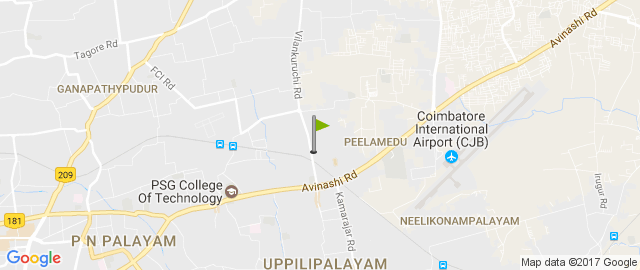 Tagore Rd
FCI Rd
Vilankuruchi Rd
Avinashi Rd
GANAPATHYPUDUR
Coimbatore
International
Airport (CJB)
PEELAMEDU
209
PSG College
Of Technology
Avinashi Rd
Irugur Rd
Kamarajar Rd
181
NEELIKONAMPALAYAM
P N PALAYAM
UPPILIPALAYAM
Google
Map data ©2017 Google